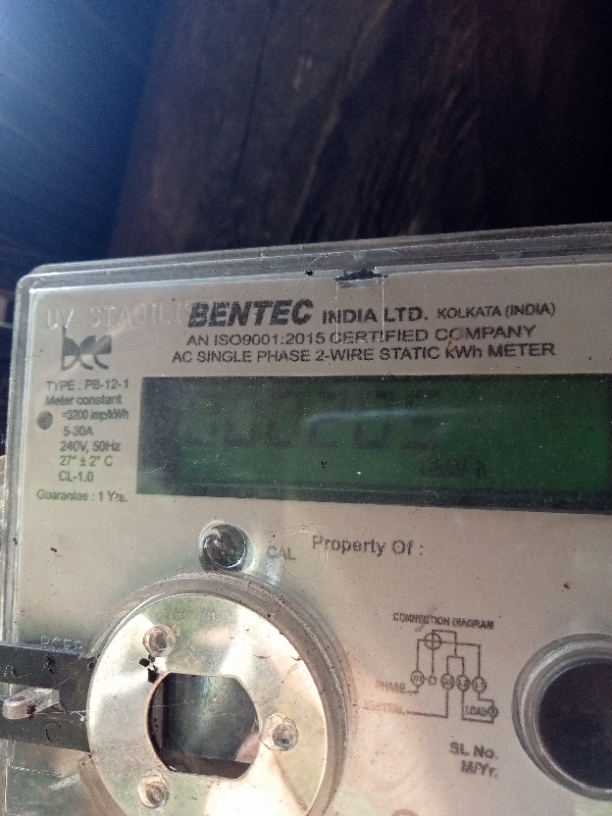 UV STABILI
BENTEC INDIA LTD. KOLKATA (INDIA)
AN ISO9001:2015 CERTIFIED COMPANY
AC SINGLE PHASE 2-WIRE STATIC kWh METER
TYPE : PB-12-1
Meter constant
=3200 imp/kWh
5-30A
240V, 50Hz
27° ± 2° C
CL-1.0
Guarantee : 1 Yrs.
CAL
Property Of :
CONNECTION DIAGRAM
PHASE
NEUTRAL
LOAD
SL. No.
M/Yr.